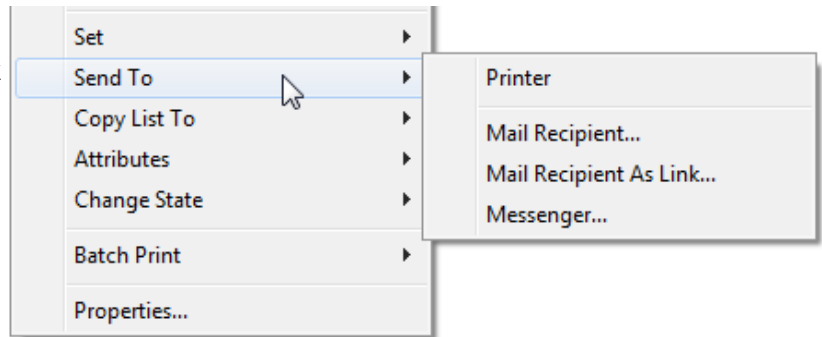 Set
Send To
Copy List To
Attributes
Change State
Batch Print
Properties...
Printer
Mail Recipient...
Mail Recipient As Link...
Messenger...